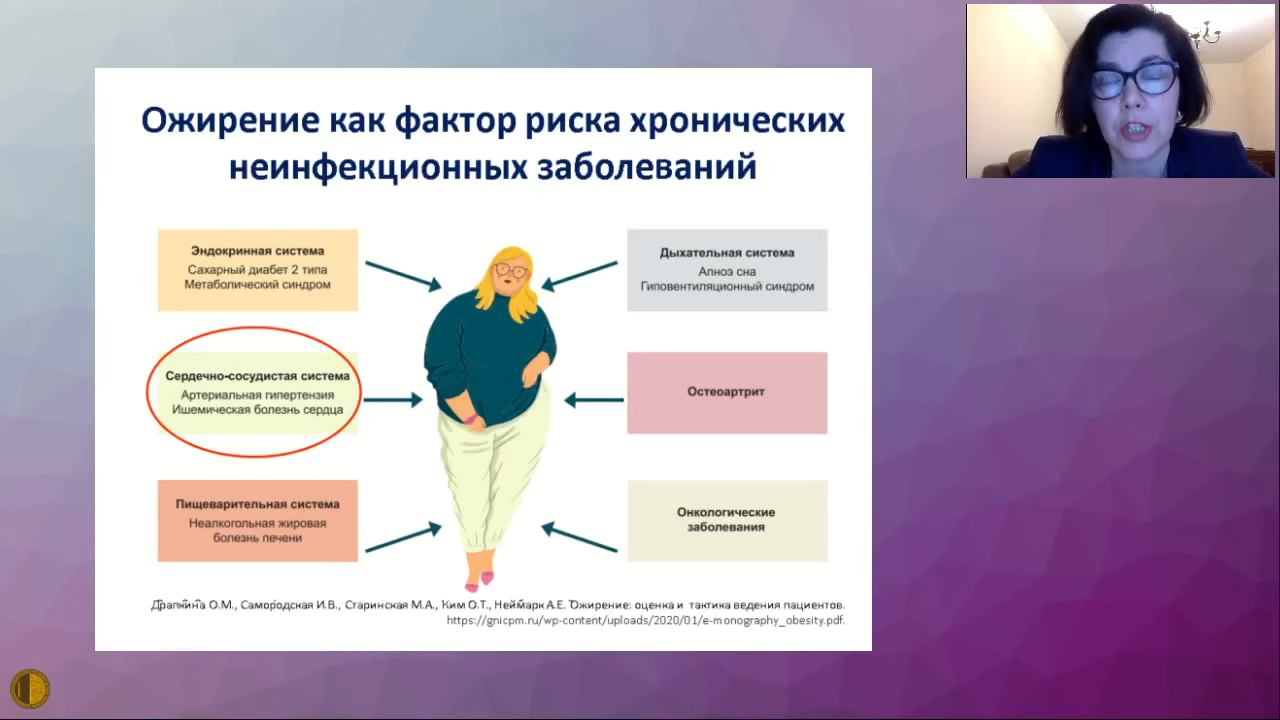 Ожирение как фактор риска хронических
неинфекционных заболеваний
Эндокринная система
Сахарный диабет 2 типа
Метаболический синдром
Дыхательная система
Апноэ сна
Гиповентиляционный синдром
Сердечно-сосудистая система
Артериальная гипертензия
Ишемическая болезнь сердца
Остеоартрит
Пищеварительная система
Неалкогольная жировая
болезнь печени
Онкологические
заболевания
Драпкина О.М., Самородская И.В., Старинская М.А., Ким О.Т., Неймарк А.Е. Ожирение: оценка и тактика ведения пациентов.
https://gnicpm.ru/wp-content/uploads/2020/01/e-monography_obesity.pdf.